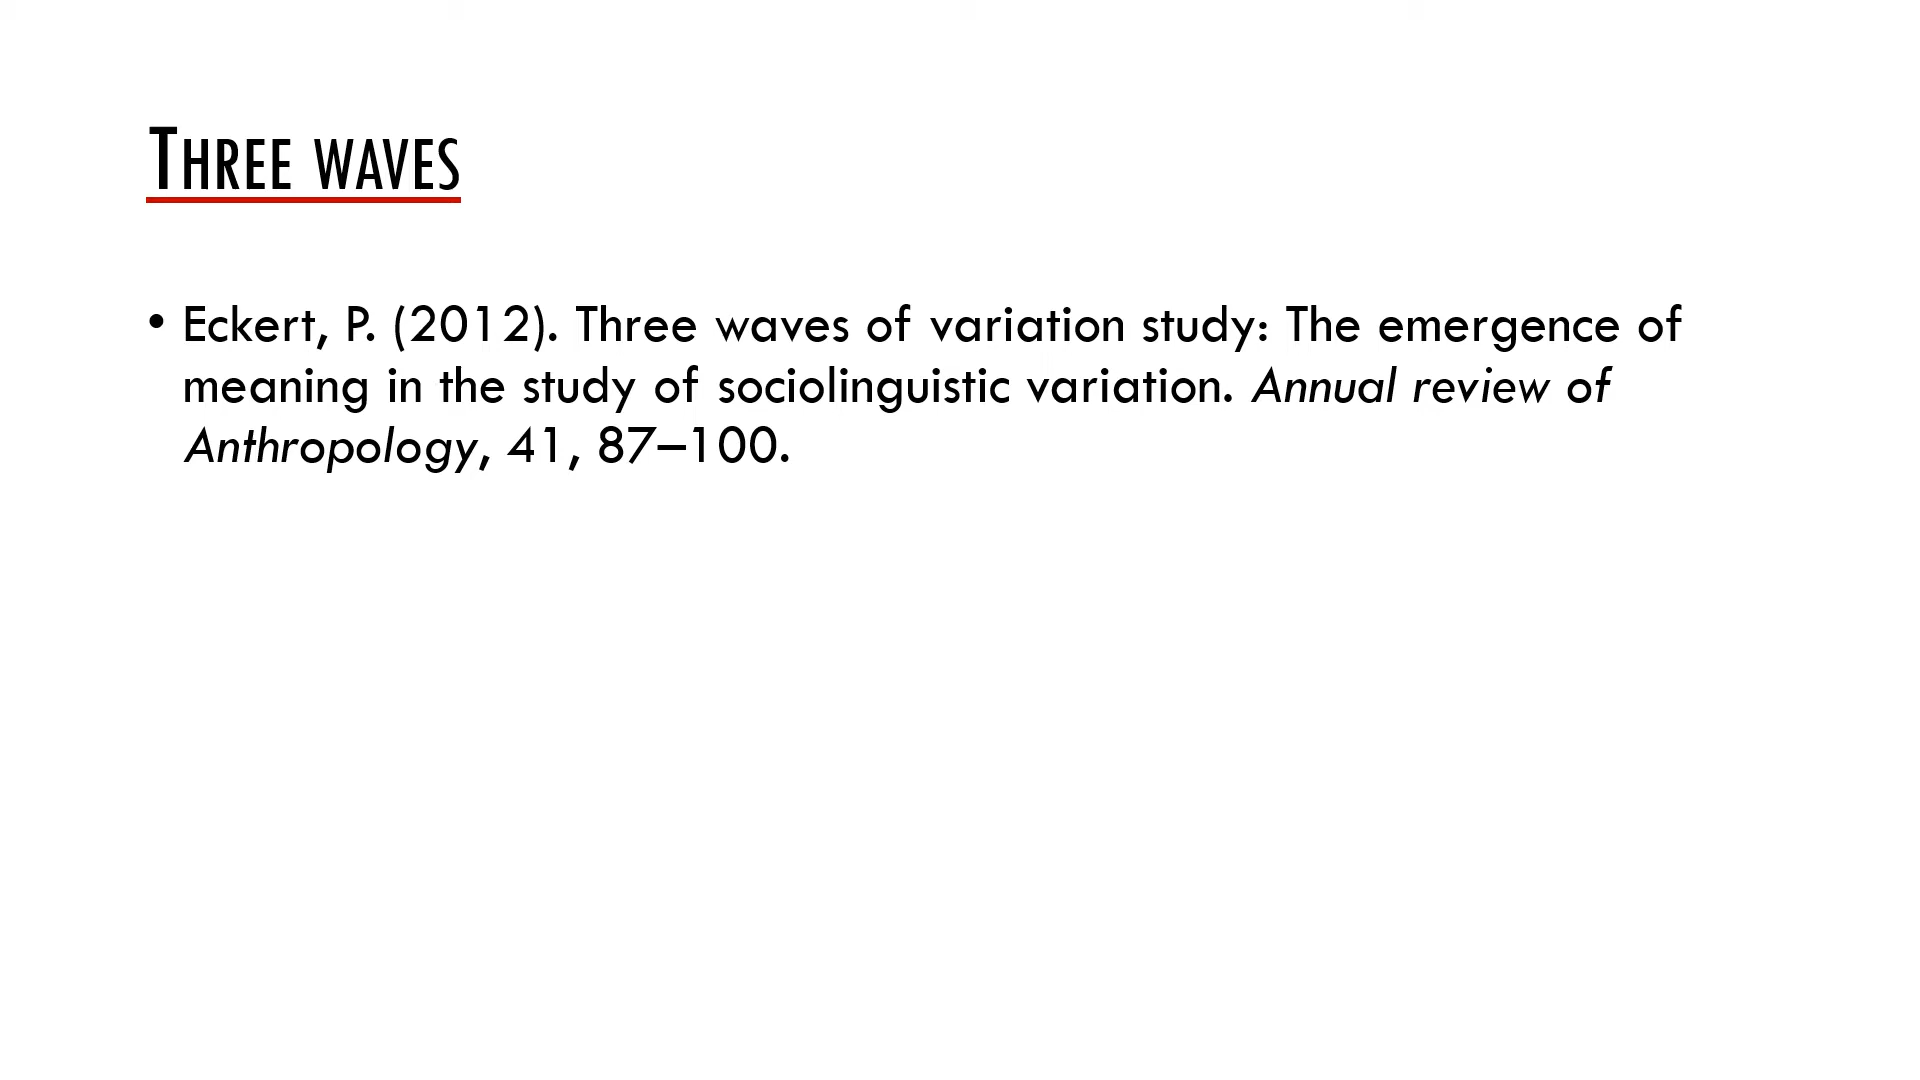 Three waves
• Eckert, P. (2012). Three waves of variation study: The emergence of
meaning in the study of sociolinguistic variation. Annual review of
Anthropology, 41, 87–100.